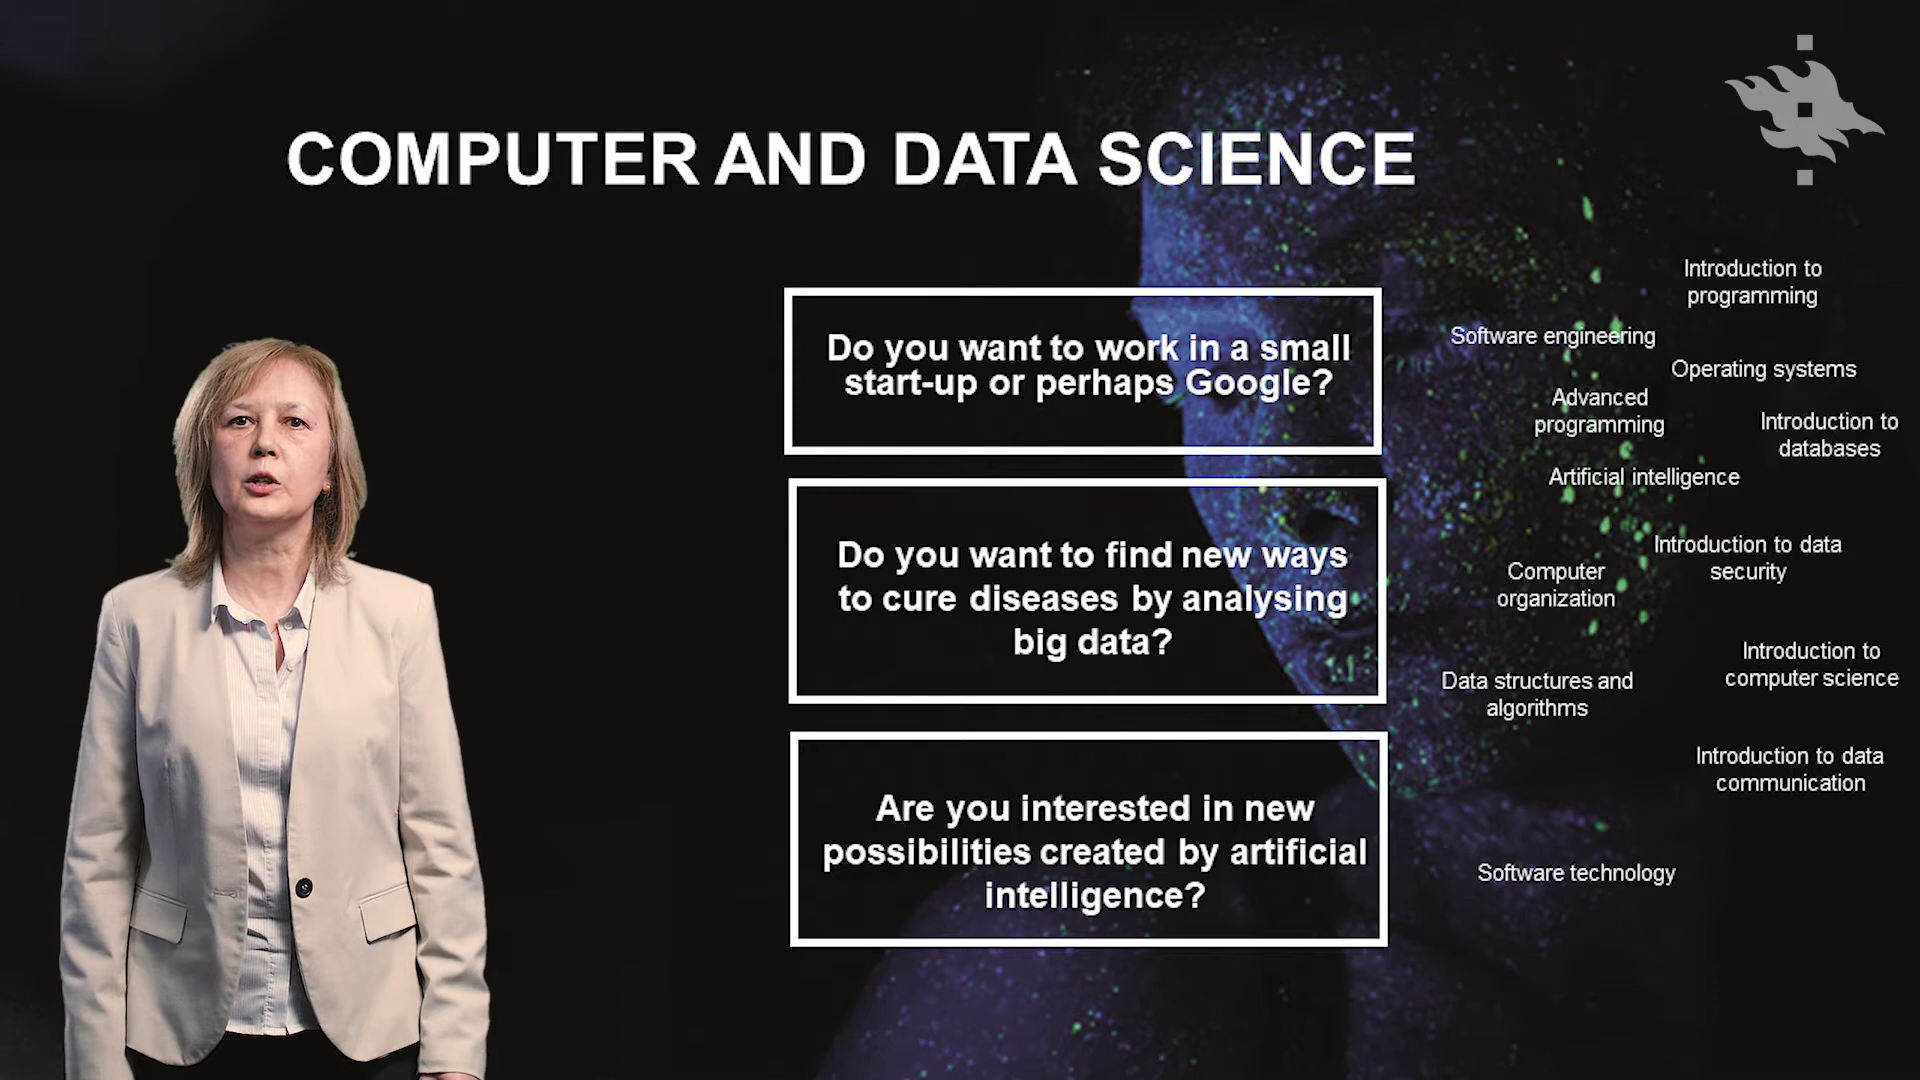 COMPUTER AND DATA SCIENCE
Do you want to work in a small
start-up or perhaps Google?
Do you want to find new ways
to cure diseases by analysing
big data?
Are you interested in new
possibilities created by artificial
intelligence?
Introduction to
programming
Software engineering
Operating systems
Advanced
programming
Introduction to
databases
Artificial intelligence
Introduction to data
security
Computer
organization
Introduction to
computer science
Data structures and
algorithms
Introduction to data
communication
Software technology